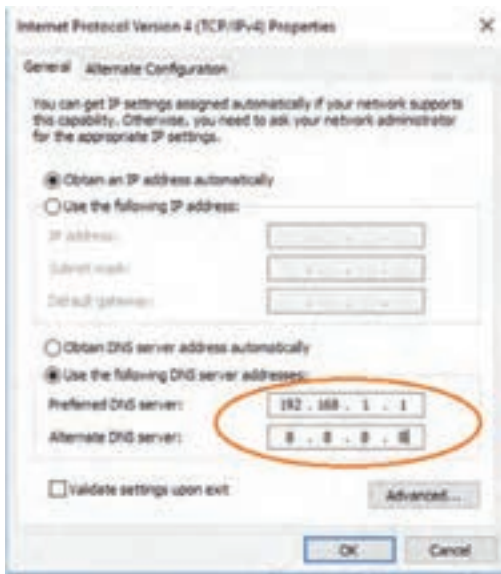 Internet Protocol Version 4 (TCP/IPv4) Properties
General
Alternate Configuration
You can get IP settings assigned automatically if your network supports
this capability. Otherwise, you need to ask your network administrator
for the appropriate IP settings.
Obtain an IP address automatically
Use the following IP address:
IP address:
Subnet mask:
Default gateway:
Obtain DNS server address automatically
Use the following DNS server addresses:
Preferred DNS server: 192 . 168 . 1 . 1
Alternate DNS server: 8 . 8 . 8 . 8
Validate settings upon exit
Advanced...
OK
Cancel